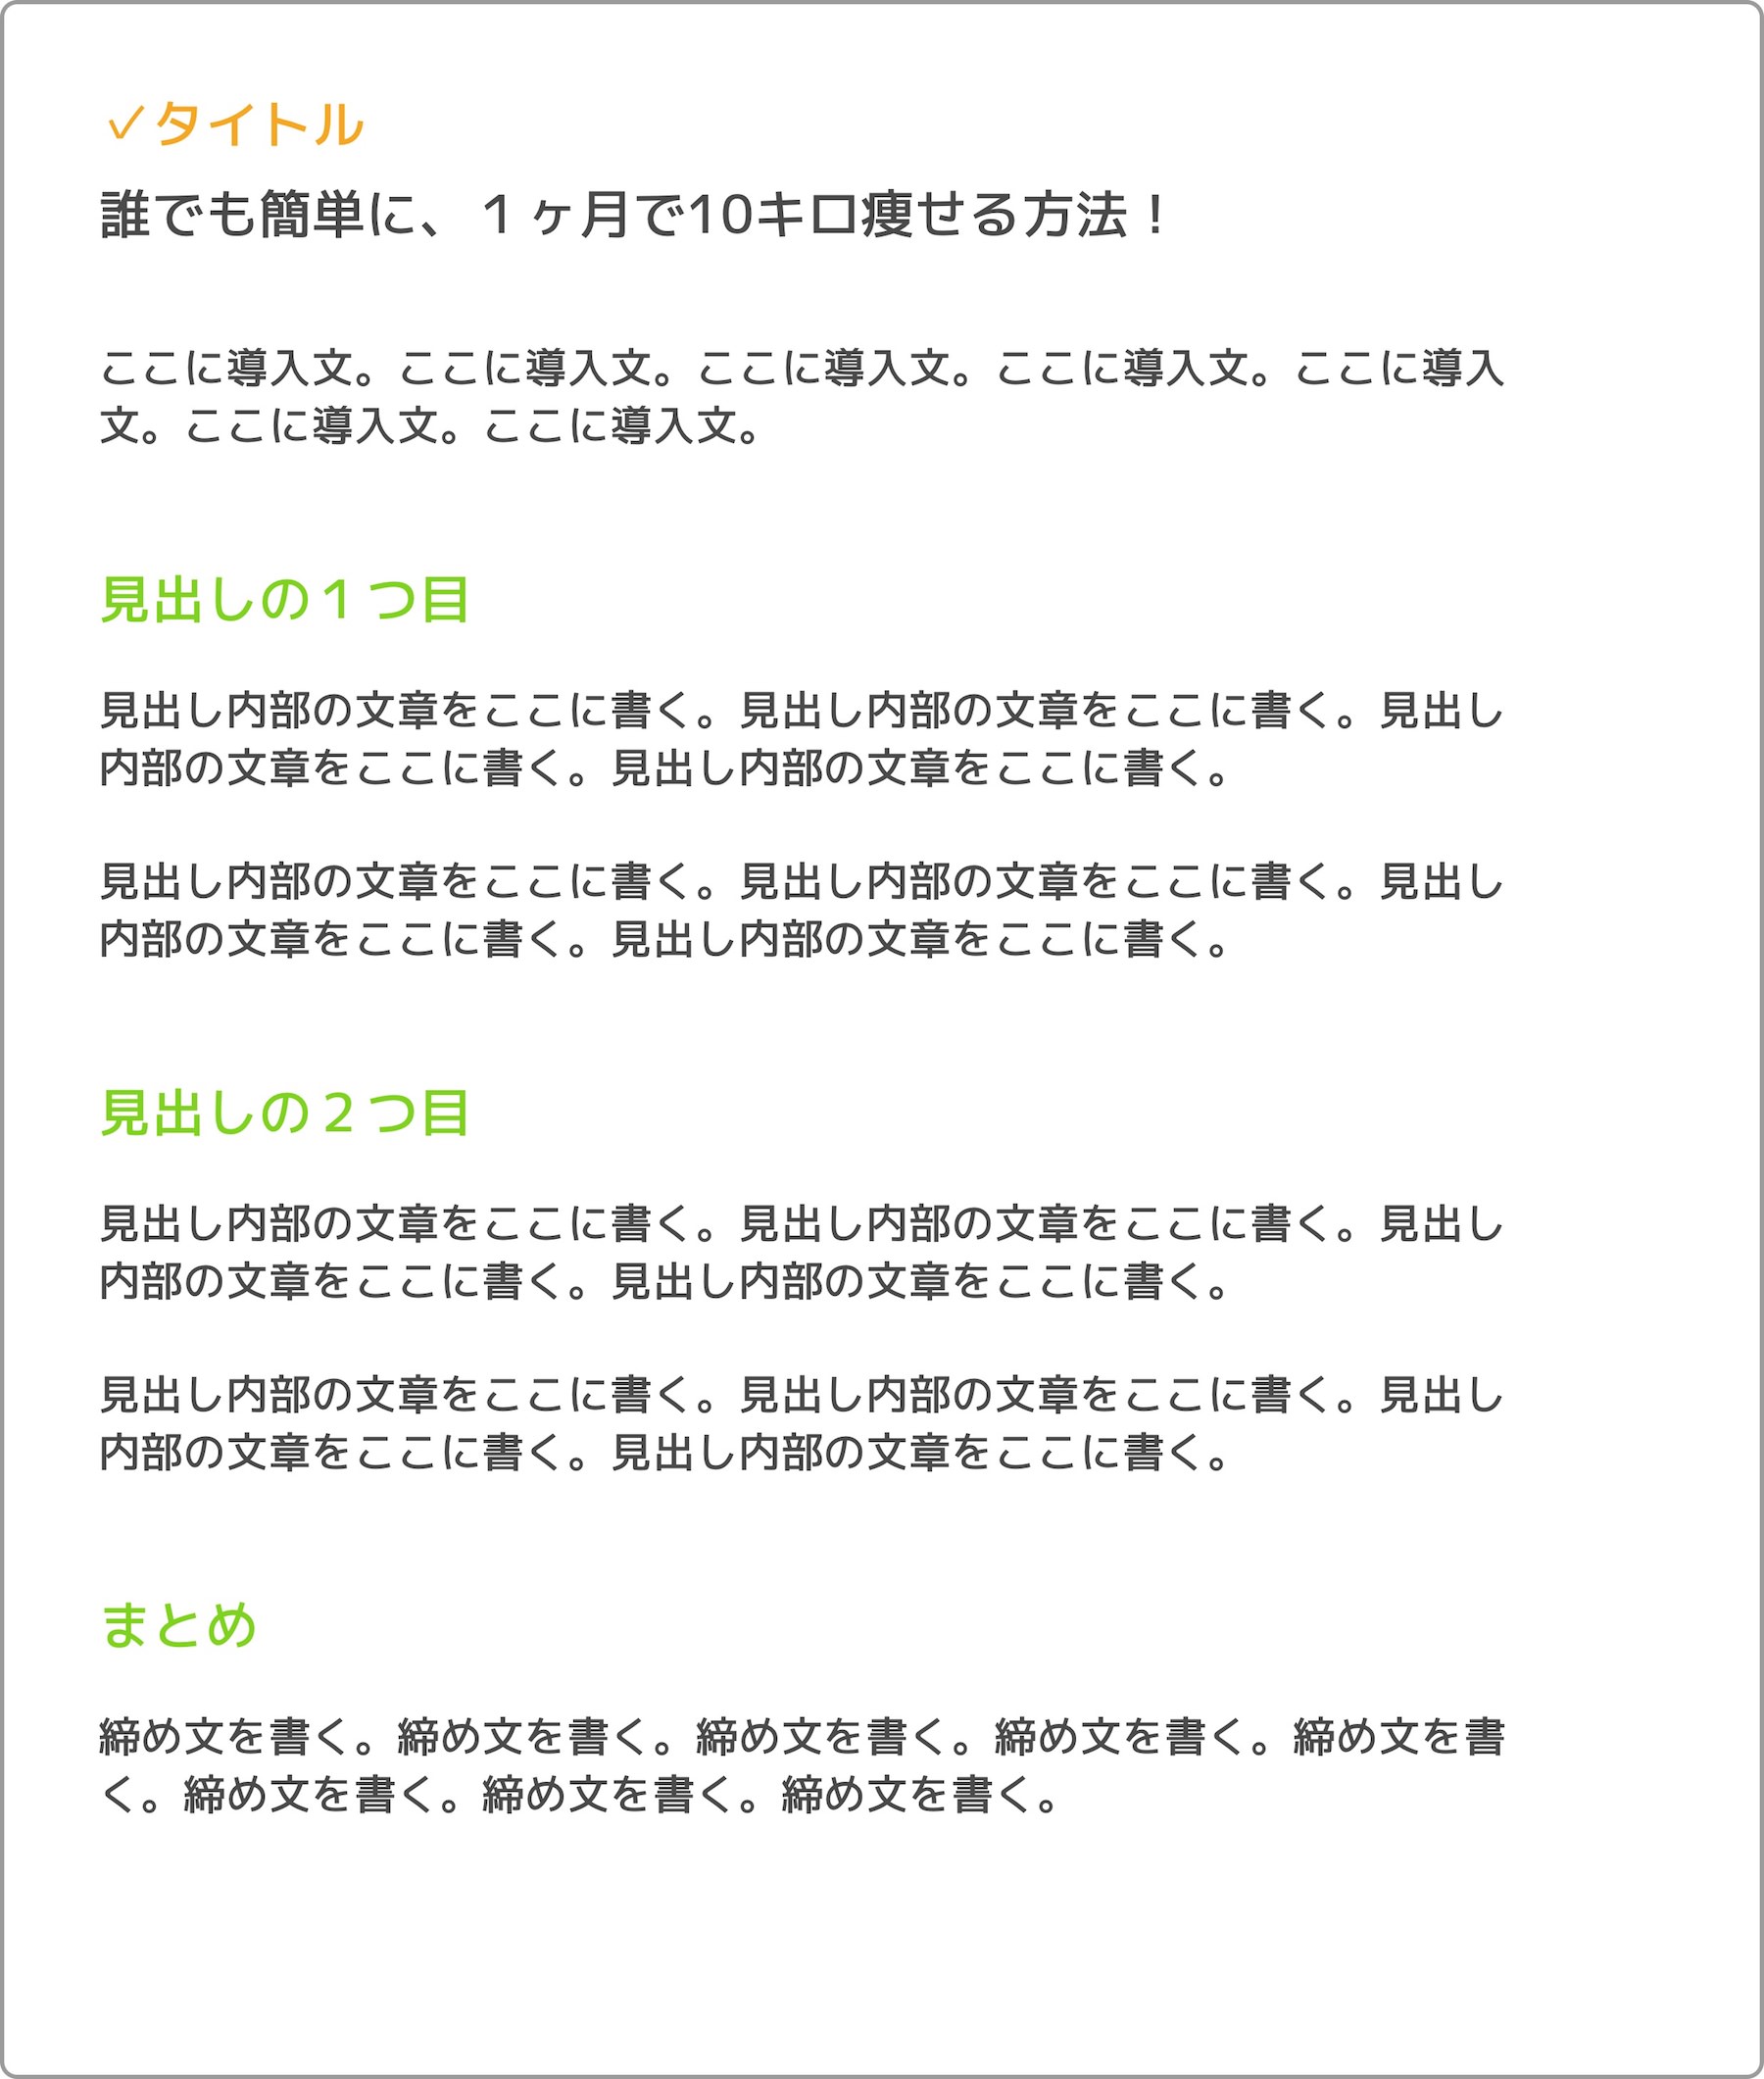 ✓タイトル
誰でも簡単に、１ヶ月で10キロ痩せる方法！
ここに導入文。ここに導入文。ここに導入文。ここに導入文。ここに導入
文。ここに導入文。ここに導入文。
見出しの１つ目
見出し内部の文章をここに書く。見出し内部の文章をここに書く。見出し
内部の文章をここに書く。見出し内部の文章をここに書く。
見出し内部の文章をここに書く。見出し内部の文章をここに書く。見出し
内部の文章をここに書く。見出し内部の文章をここに書く。
見出しの２つ目
見出し内部の文章をここに書く。見出し内部の文章をここに書く。見出し
内部の文章をここに書く。見出し内部の文章をここに書く。
見出し内部の文章をここに書く。見出し内部の文章をここに書く。見出し
内部の文章をここに書く。見出し内部の文章をここに書く。
まとめ
締め文を書く。締め文を書く。締め文を書く。締め文を書く。締め文を書
く。締め文を書く。締め文を書く。締め文を書く。